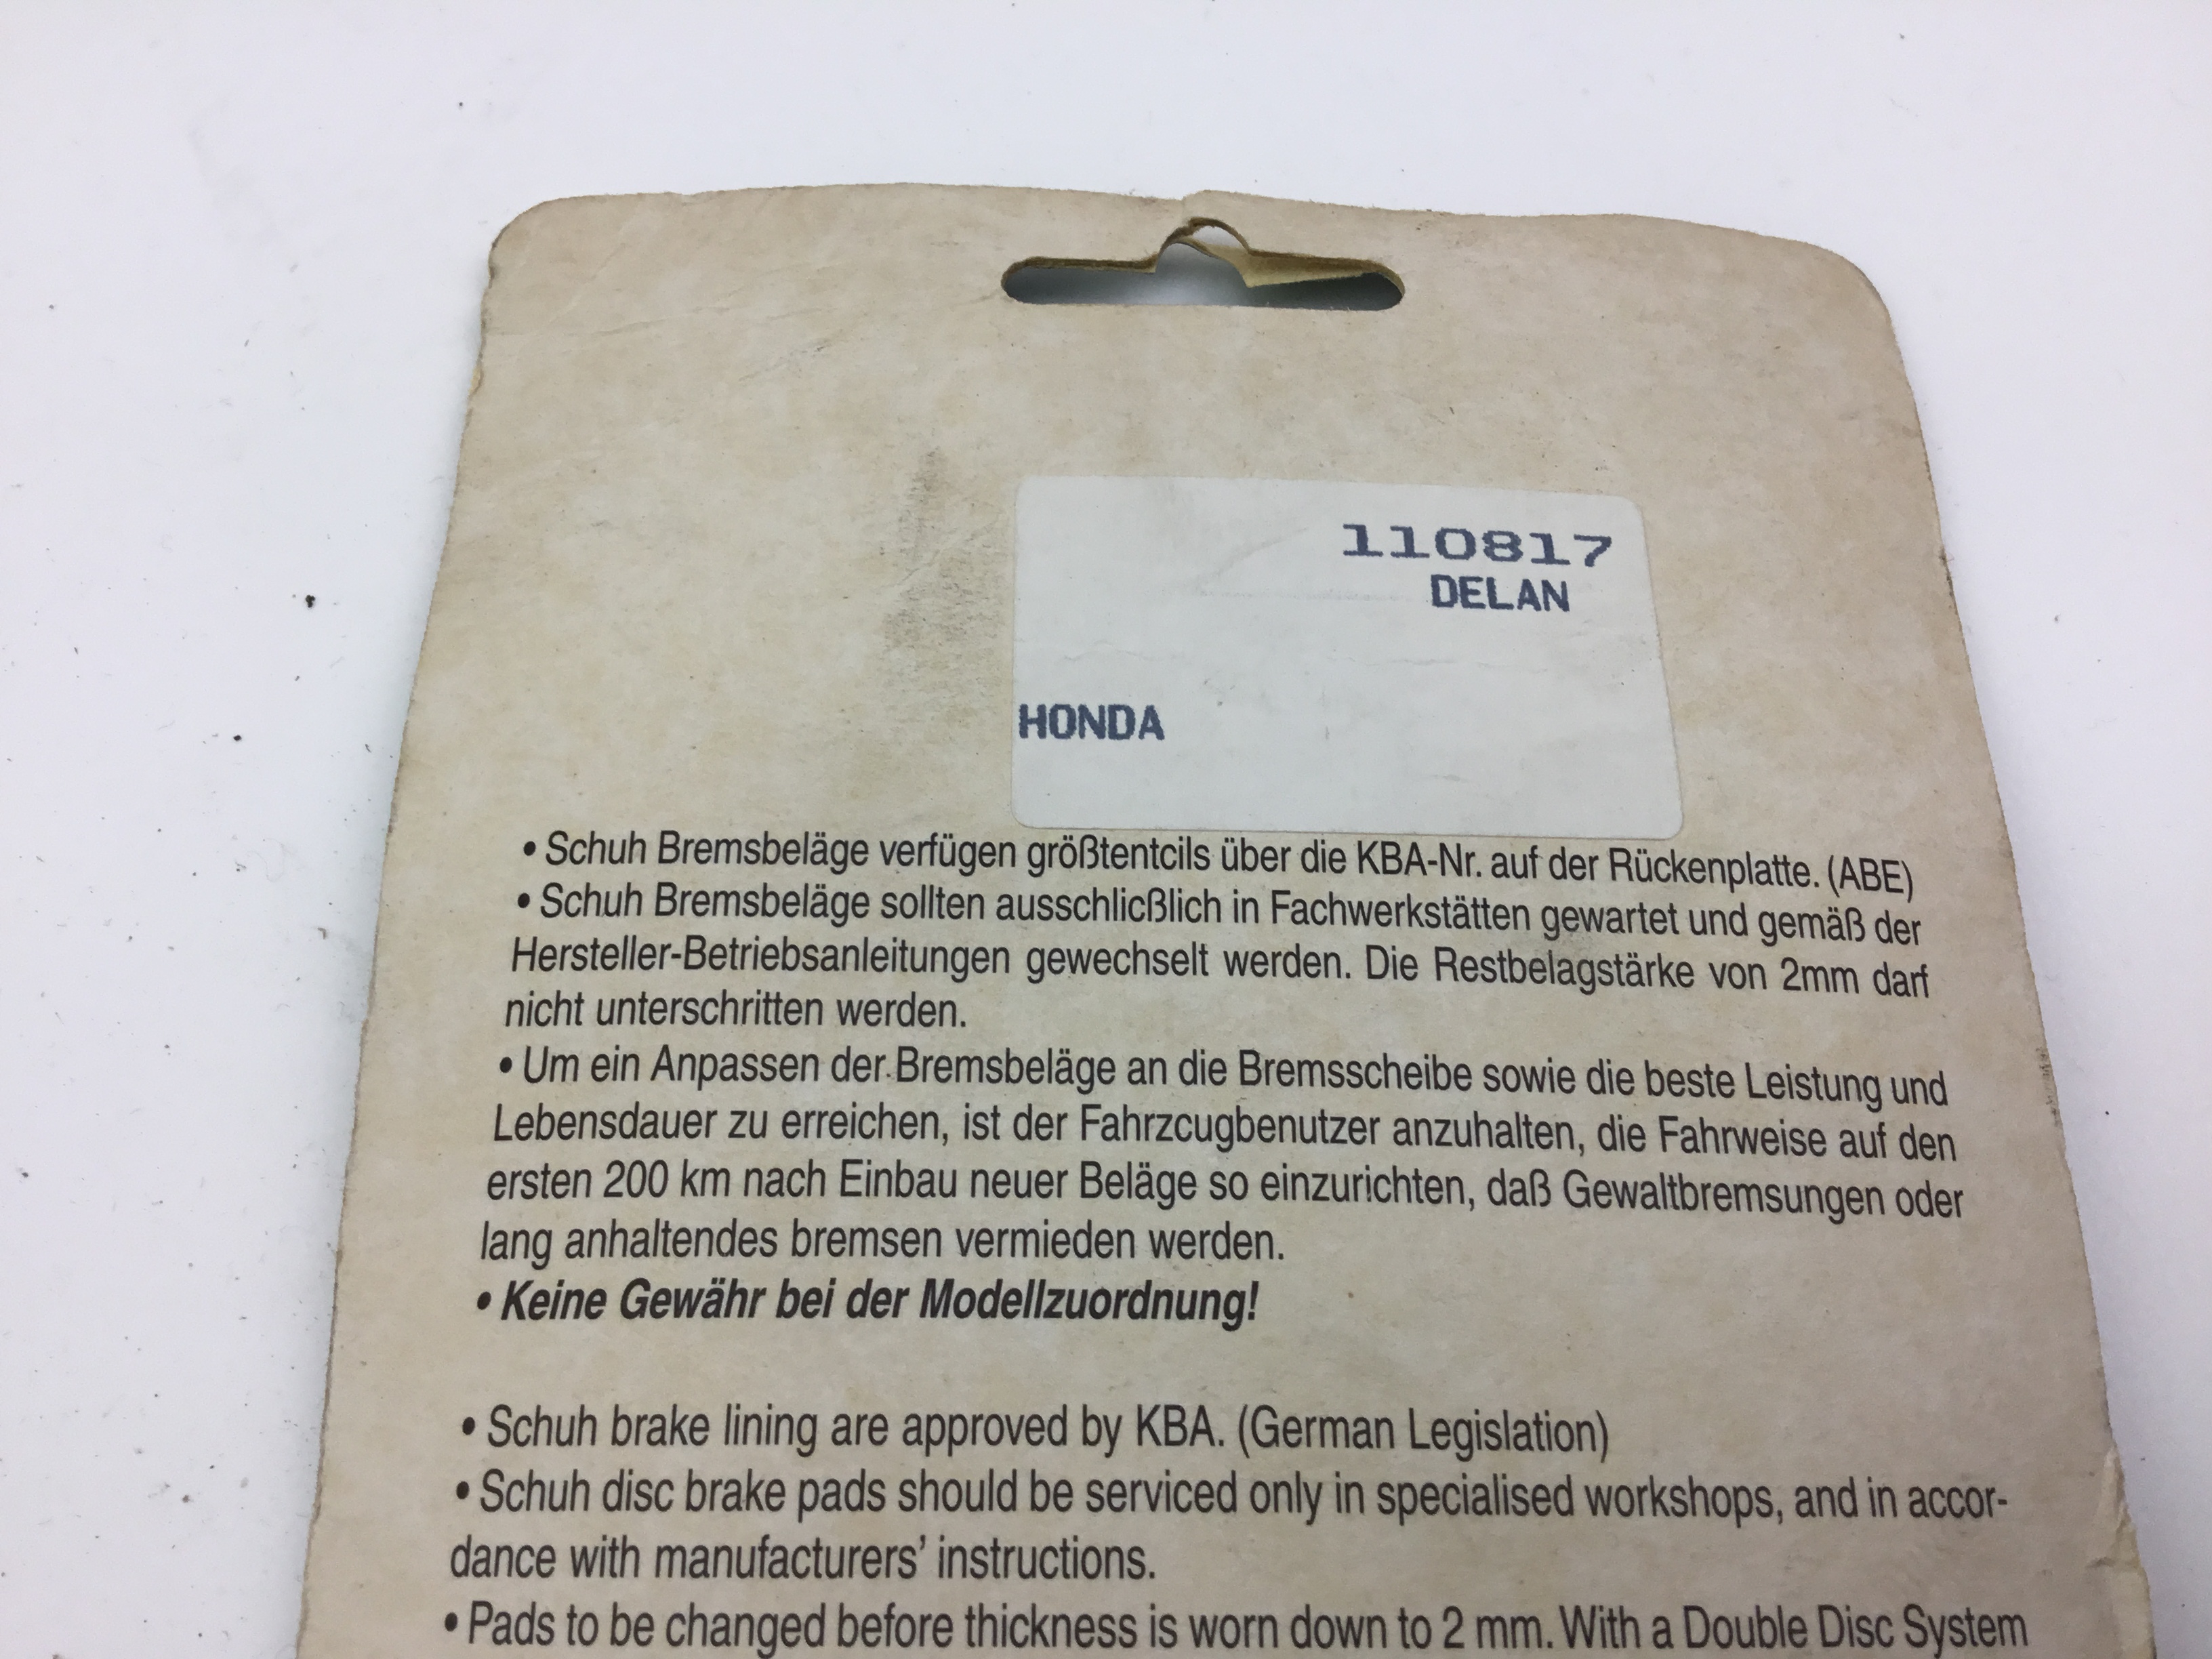 110817
DELAN
HONDA
• Schuh Bremsbeläge verfügen größtentcils über die KBA-Nr. auf der Rückenplatte. (ABE)
• Schuh Bremsbeläge sollten ausschlicßlich in Fachwerkstätten gewartet und gemäß der
Hersteller-Betriebsanleitungen gewechselt werden. Die Restbelagstärke von 2mm darf
nicht unterschritten werden.
• Um ein Anpassen der Bremsbeläge an die Bremsscheibe sowie die beste Leistung und
Lebensdauer zu erreichen, ist der Fahrzcugbenutzer anzuhalten, die Fahrweise auf den
ersten 200 km nach Einbau neuer Beläge so einzurichten, daß Gewaltbremsungen oder
lang anhaltendes bremsen vermieden werden.
• Keine Gewähr bei der Modellzuordnung!
• Schuh brake lining are approved by KBA. (German Legislation)
• Schuh disc brake pads should be serviced only in specialised workshops, and in accor-
dance with manufacturers’ instructions.
• Pads to be changed before thickness is worn down to 2 mm. With a Double Disc System